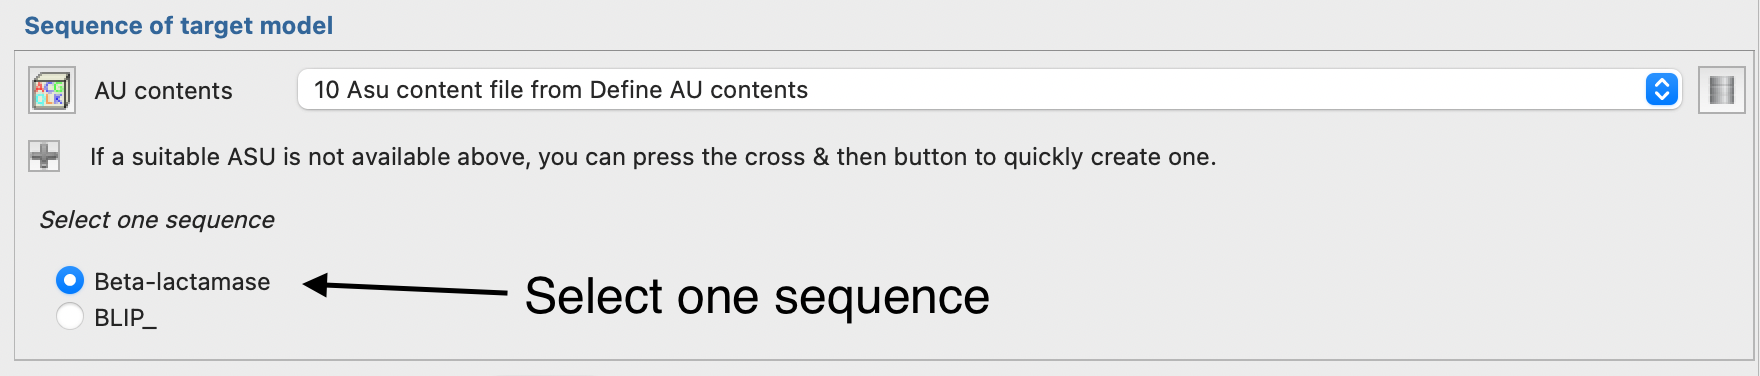 Sequence of target model
ACG
QLK
AU contents
10 Asu content file from Define AU contents
If a suitable ASU is not available above, you can press the cross & then button to quickly create one.
Select one sequence
Beta-lactamase
Select one sequence
BLIP_